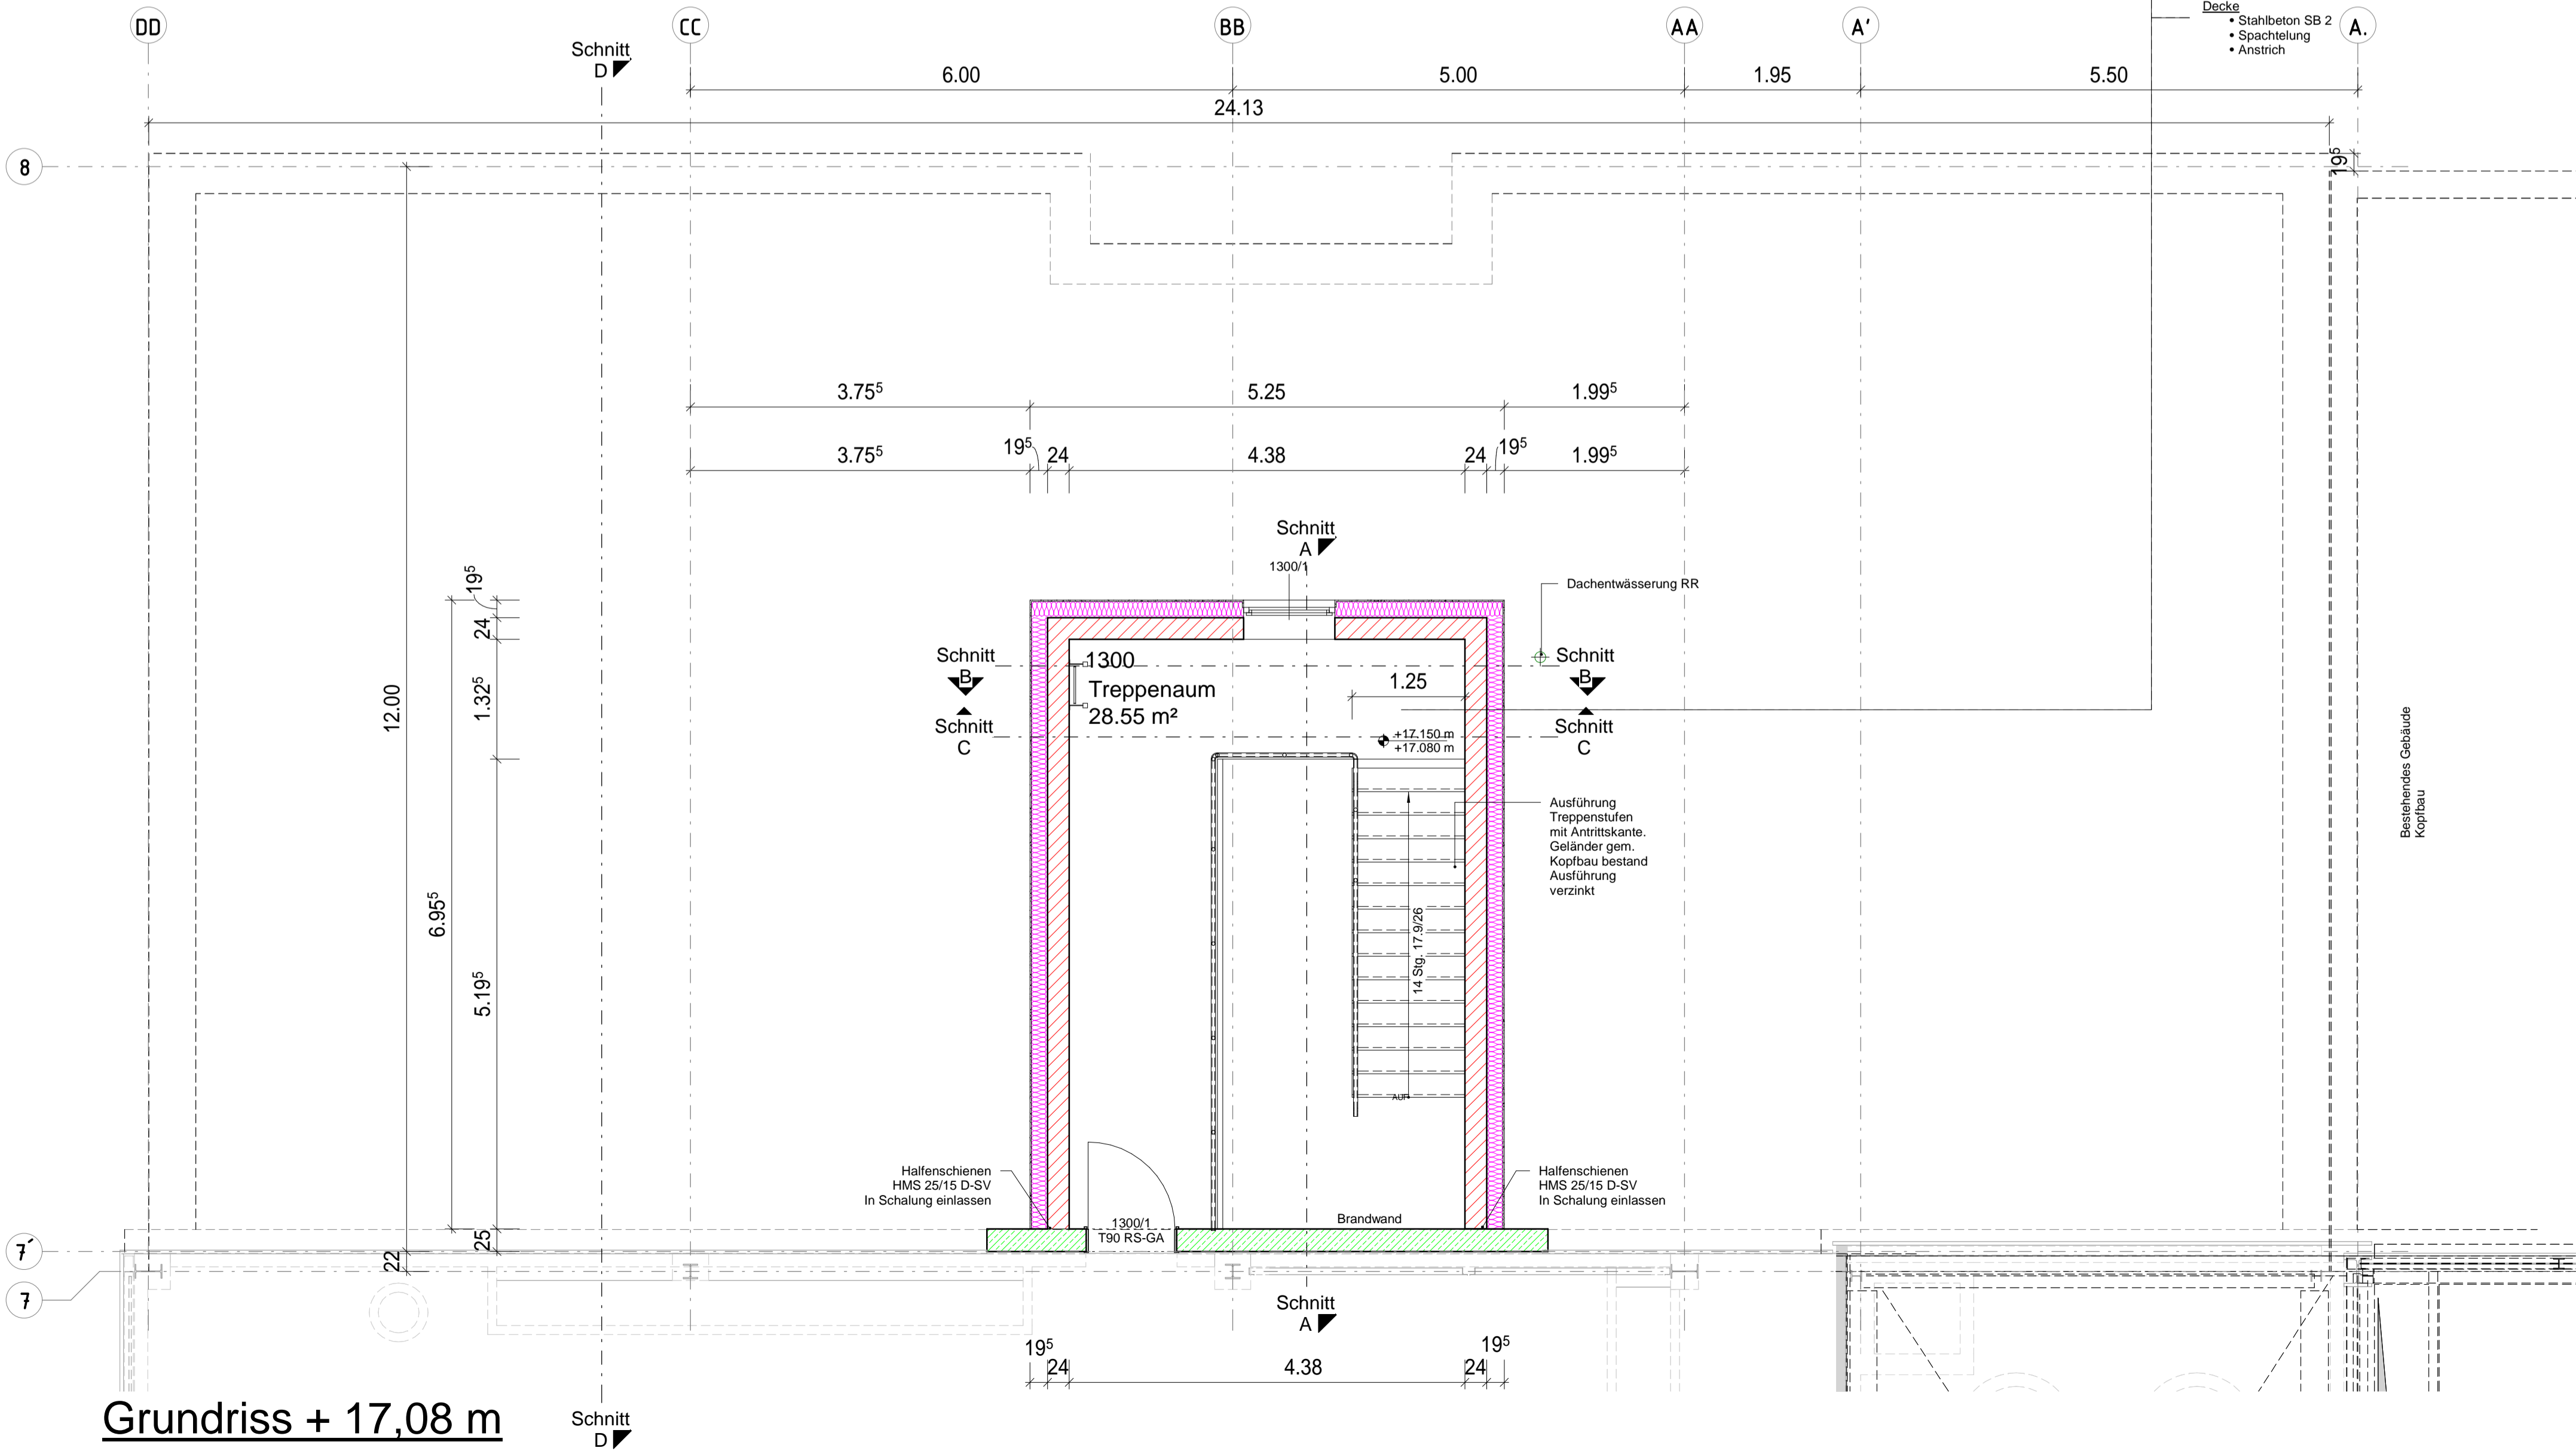 Decke
• Stahlbeton SB 2
• Spachtelung
• Anstrich
DD
CC
BB
AA
A'
A.
Schnitt
D
6.00
5.00
1.95
5.50
24.13
8
19⁵
3.75⁵
5.25
1.99⁵
3.75⁵
19⁵
24
4.38
24
19⁵
1.99⁵
Schnitt
A
1300/1
Dachentwässerung RR
19⁵
24
1.32⁵
12.00
6.95⁵
5.19⁵
25
22
Schnitt
B
Schnitt
C
1300
Treppenaum
28.55 m²
1.25
+17.150 m
+17.080 m
Schnitt
B
Schnitt
C
Ausführung
Treppenstufen
mit Antrittskante.
Geländer gem.
Kopfbau bestand
Ausführung
verzinkt
14 Stg. 17.9/26
AUF
Bestehendes Gebäude
Kopfbau
Halfenschienen
HMS 25/15 D-SV
In Schalung einlassen
Halfenschienen
HMS 25/15 D-SV
In Schalung einlassen
1300/1
T90 RS-GA
Brandwand
7´
7
Schnitt
A
19⁵
24
4.38
24
19⁵
Grundriss + 17,08 m
Schnitt
D